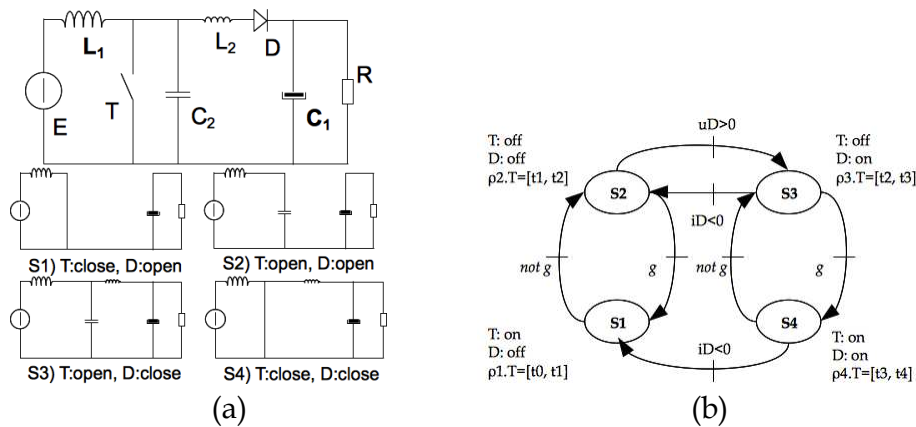 L1
L2
D
R
E
T
C2
C1
S1) T:close, D:open
S2) T:open, D:open
S3) T:open, D:close
S4) T:close, D:close
(a)
uD>0
T: off
D: off
ρ2.T=[t1, t2]
T: off
D: on
ρ3.T=[t2, t3]
S2
S3
iD<0
not g
g
not g
g
S1
S4
T: on
D: off
ρ1.T=[t0, t1]
iD<0
T: on
D: on
ρ4.T=[t3, t4]
(b)